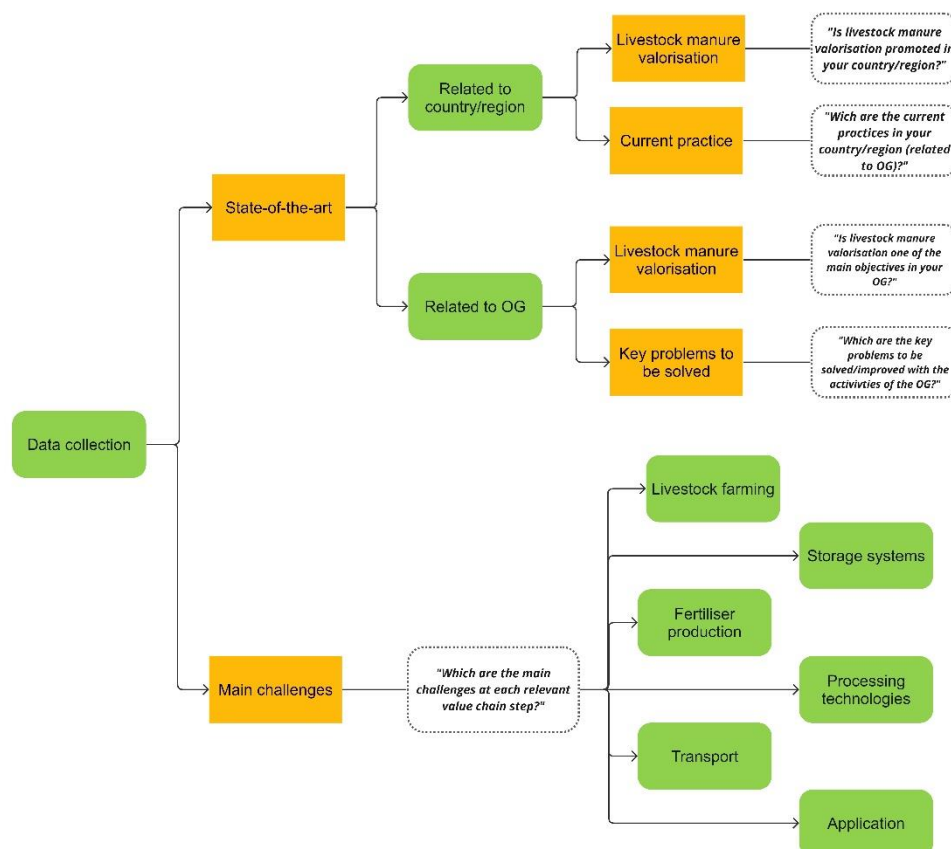 Livestock manure
valorisation
"Is livestock manure
valorisation promoted in
your country/region?"
Related to
country/region
Current practice
"Wich are the current
practices in your
country/region (related
to OG)?"
State-of-the-art
Livestock manure
valorisation
"Is livestock manure
valorisation one of the
main objectives in your
OG?"
Related to OG
Key problems to
be solved
"Which are the key
problems to be
solved/improved with the
activivties of the OG?"
Data collection
Livestock farming
Storage systems
Fertiliser
production
Main challenges
"Which are the main
challenges at each relevant
value chain step?"
Processing
technologies
Transport
Application